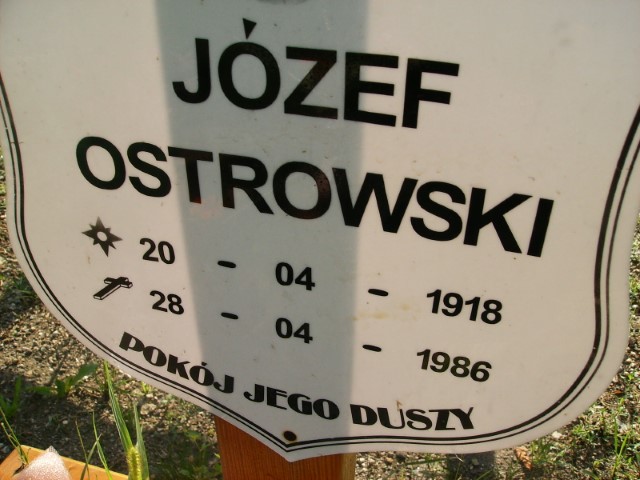 JÓZEF
OSTROWSKI
20 - 04 - 1918
28 - 04 - 1986
POKÓJ JEGO DUSZY